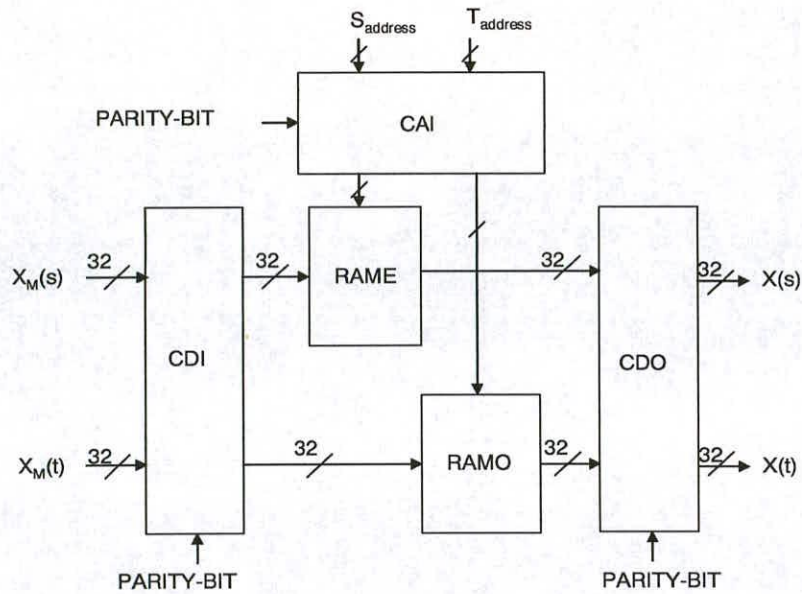 S_address T_address
PARITY-BIT
CAI
32 32 32 32
X_M(s) RAME X(s)
CDI CDO
32 32 32 32
X_M(t) RAMO X(t)
PARITY-BIT PARITY-BIT